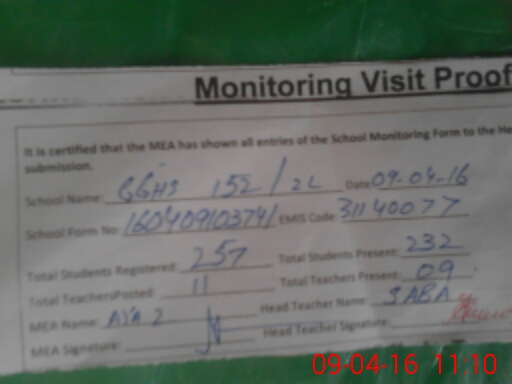 Monitoring Visit Proof
It is certified that the MEA has shown all entries of the School Monitoring Form to the He
submission.
School Name: GGHS 152/2L Date 09-04-16
School Form No: 16040910374/ EMIS Code: 31140077
Total Students Registered: 257 Total Students Present: 232
Total TeachersPosted: 11 Total Teachers Present: 09
MEA Name: Head Teacher Name: SABA
MEA Signature: Head Teacher Signature:
09-04-16 11:10